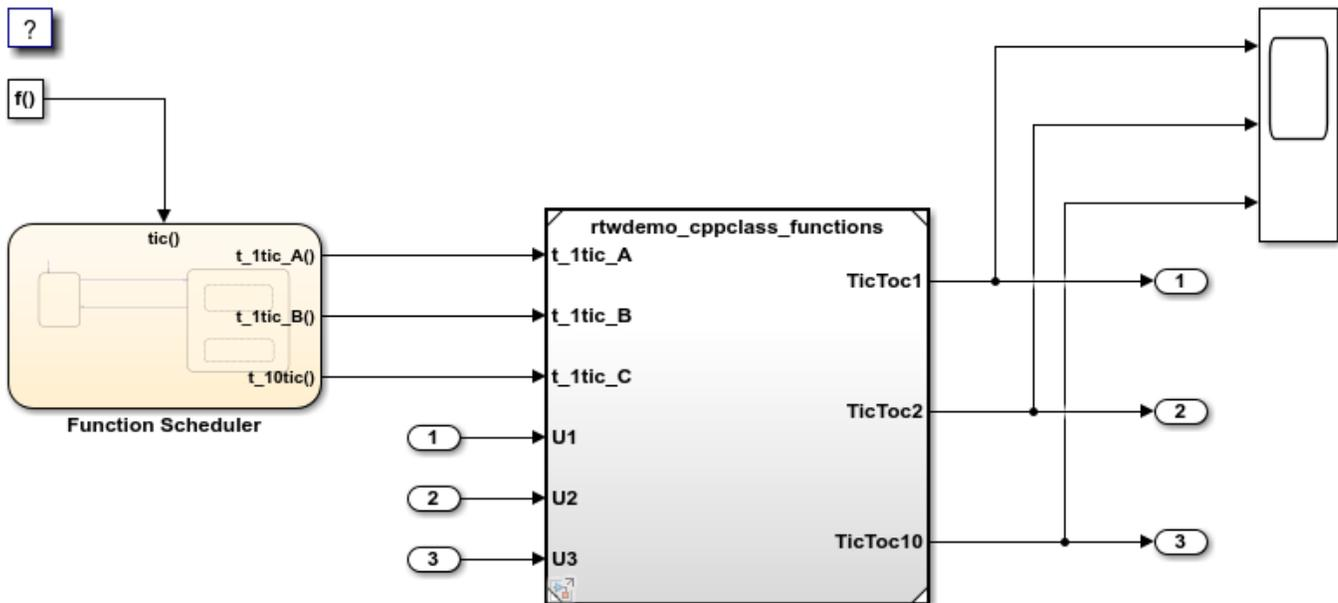 ?
f()
tic()
t_1tic_A()
t_1tic_B()
t_10tic()
Function Scheduler
rtwdemo_cppclass_functions
t_1tic_A
t_1tic_B
t_1tic_C
1
U1
2
U2
3
U3
TicToc1
1
TicToc2
2
TicToc10
3